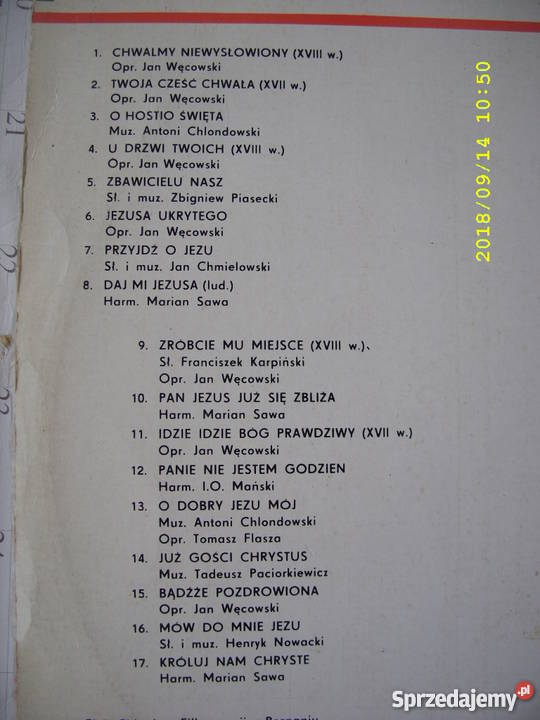 1. CHWALMY NIEWYSŁOWIONY (XVIII w.)
Opr. Jan Węcowski
2. TWOJA CZEŚĆ CHWAŁA (XVII w.)
Opr. Jan Węcowski
3. O HOSTIO ŚWIĘTA
Muz. Antoni Chlondowski
4. U DRZWI TWOICH (XVIII w.)
Opr. Jan Węcowski
5. ZBAWICIELU NASZ
Sł. i muz. Zbigniew Piasecki
6. JEZUSA UKRYTEGO
Opr. Jan Węcowski
7. PRZYJDŹ O JEZU
Sł. i muz. Jan Chmielowski
8. DAJ MI JEZUSA (lud.)
Harm. Marian Sawa
9. ZRÓBCIE MU MIEJSCE (XVIII w.)
Sł. Franciszek Karpiński
Opr. Jan Węcowski
10. PAN JEZUS JUŻ SIĘ ZBLIŻA
Harm. Marian Sawa
11. IDZIE IDZIE BÓG PRAWDZIWY (XVII w.)
Opr. Jan Węcowski
12. PANIE NIE JESTEM GODZIEN
Harm. I.O. Mański
13. O DOBRY JEZU MÓJ
Muz. Antoni Chlondowski
Opr. Tomasz Flasza
14. JUŻ GOŚCI CHRYSTUS
Muz. Tadeusz Paciorkiewicz
15. BĄDŹŻE POZDROWIONA
Opr. Jan Węcowski
16. MÓW DO MNIE JEZU
Sł. i muz. Henryk Nowacki
17. KRÓLUJ NAM CHRYSTE
Harm. Marian Sawa
2018/09/14 10:50
21
22
Sprzedajemy.pl